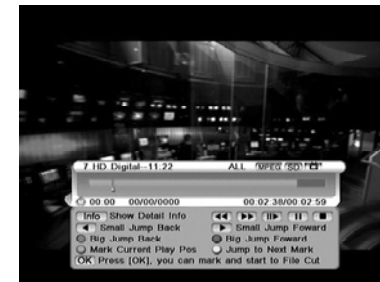 7 HD Digital--11:22 ALL MPEG SD
00:00 00/00/0000 00:02:38/00:02:59
Info Show Detail Info
Small Jump Back Small Jump Foward
Big Jump Back Big Jump Foward
Mark Current Play Pos Jump to Next Mark
OK Press [OK], you can mark and start to File Cut